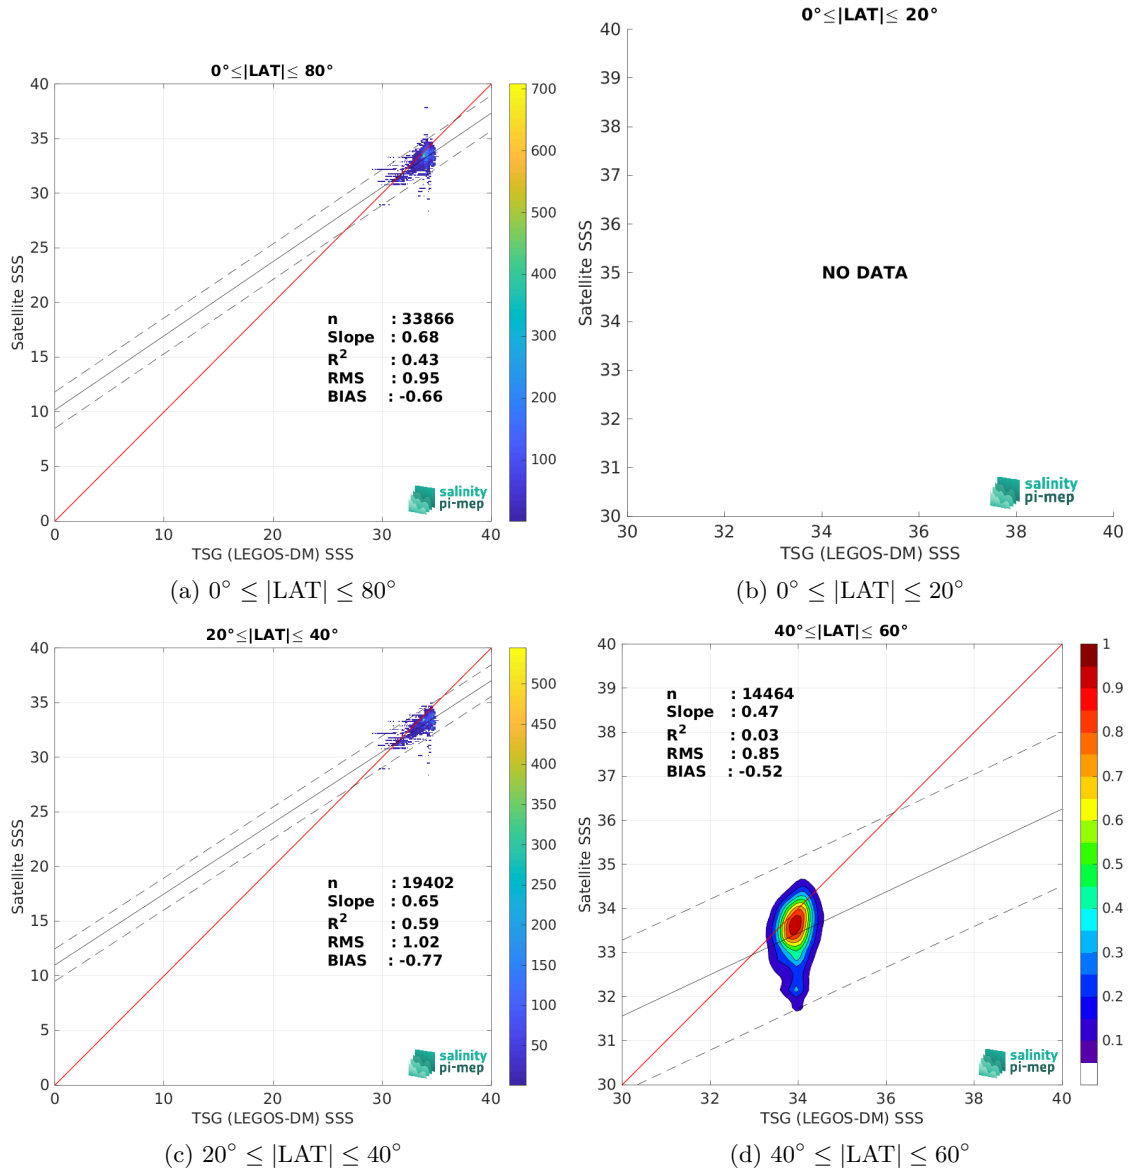 0°≤|LAT|≤ 80°
40
35
30
25
20
15
10
5
0
Satellite SSS
n : 33866
Slope : 0.68
R² : 0.43
RMS : 0.95
BIAS : -0.66
salinity
pi-mep
0 10 20 30 40
TSG (LEGOS-DM) SSS
700
600
500
400
300
200
100
(a) 0° ≤ |LAT| ≤ 80°
0°≤|LAT|≤ 20°
40
39
38
37
36
35
34
33
32
31
30
Satellite SSS
NO DATA
salinity
pi-mep
30 32 34 36 38 40
TSG (LEGOS-DM) SSS
(b) 0° ≤ |LAT| ≤ 20°
20°≤|LAT|≤ 40°
40
35
30
25
20
15
10
5
0
Satellite SSS
n : 19402
Slope : 0.65
R² : 0.59
RMS : 1.02
BIAS : -0.77
salinity
pi-mep
0 10 20 30 40
TSG (LEGOS-DM) SSS
500
450
400
350
300
250
200
150
100
50
(c) 20° ≤ |LAT| ≤ 40°
40°≤|LAT|≤ 60°
40
39
38
37
36
35
34
33
32
31
30
Satellite SSS
n : 14464
Slope : 0.47
R² : 0.03
RMS : 0.85
BIAS : -0.52
salinity
pi-mep
30 32 34 36 38 40
TSG (LEGOS-DM) SSS
1
0.9
0.8
0.7
0.6
0.5
0.4
0.3
0.2
0.1
(d) 40° ≤ |LAT| ≤ 60°